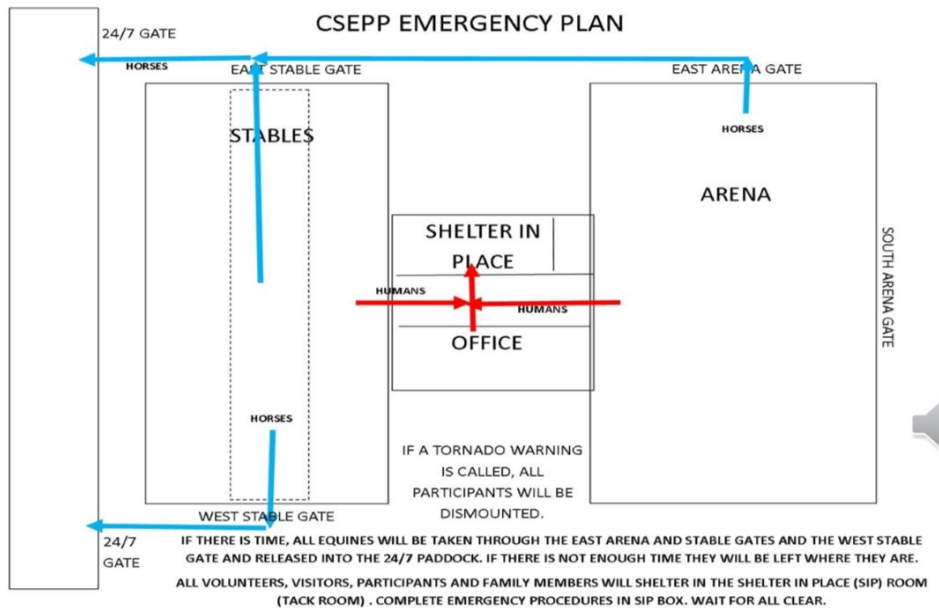 CSEPP EMERGENCY PLAN
24/7 GATE
HORSES
EAST STABLE GATE
EAST ARENA GATE
STABLES
HORSES
ARENA
SHELTER IN
PLACE
HUMANS
HUMANS
OFFICE
SOUTH ARENA GATE
HORSES
IF A TORNADO WARNING
IS CALLED, ALL
PARTICIPANTS WILL BE
DISMOUNTED.
WEST STABLE GATE
24/7
GATE
IF THERE IS TIME, ALL EQUINES WILL BE TAKEN THROUGH THE EAST ARENA AND STABLE GATES AND THE WEST STABLE
GATE AND RELEASED INTO THE 24/7 PADDOCK. IF THERE IS NOT ENOUGH TIME THEY WILL BE LEFT WHERE THEY ARE.
ALL VOLUNTEERS, VISITORS, PARTICIPANTS AND FAMILY MEMBERS WILL SHELTER IN THE SHELTER IN PLACE (SIP) ROOM
(TACK ROOM) . COMPLETE EMERGENCY PROCEDURES IN SIP BOX. WAIT FOR ALL CLEAR.